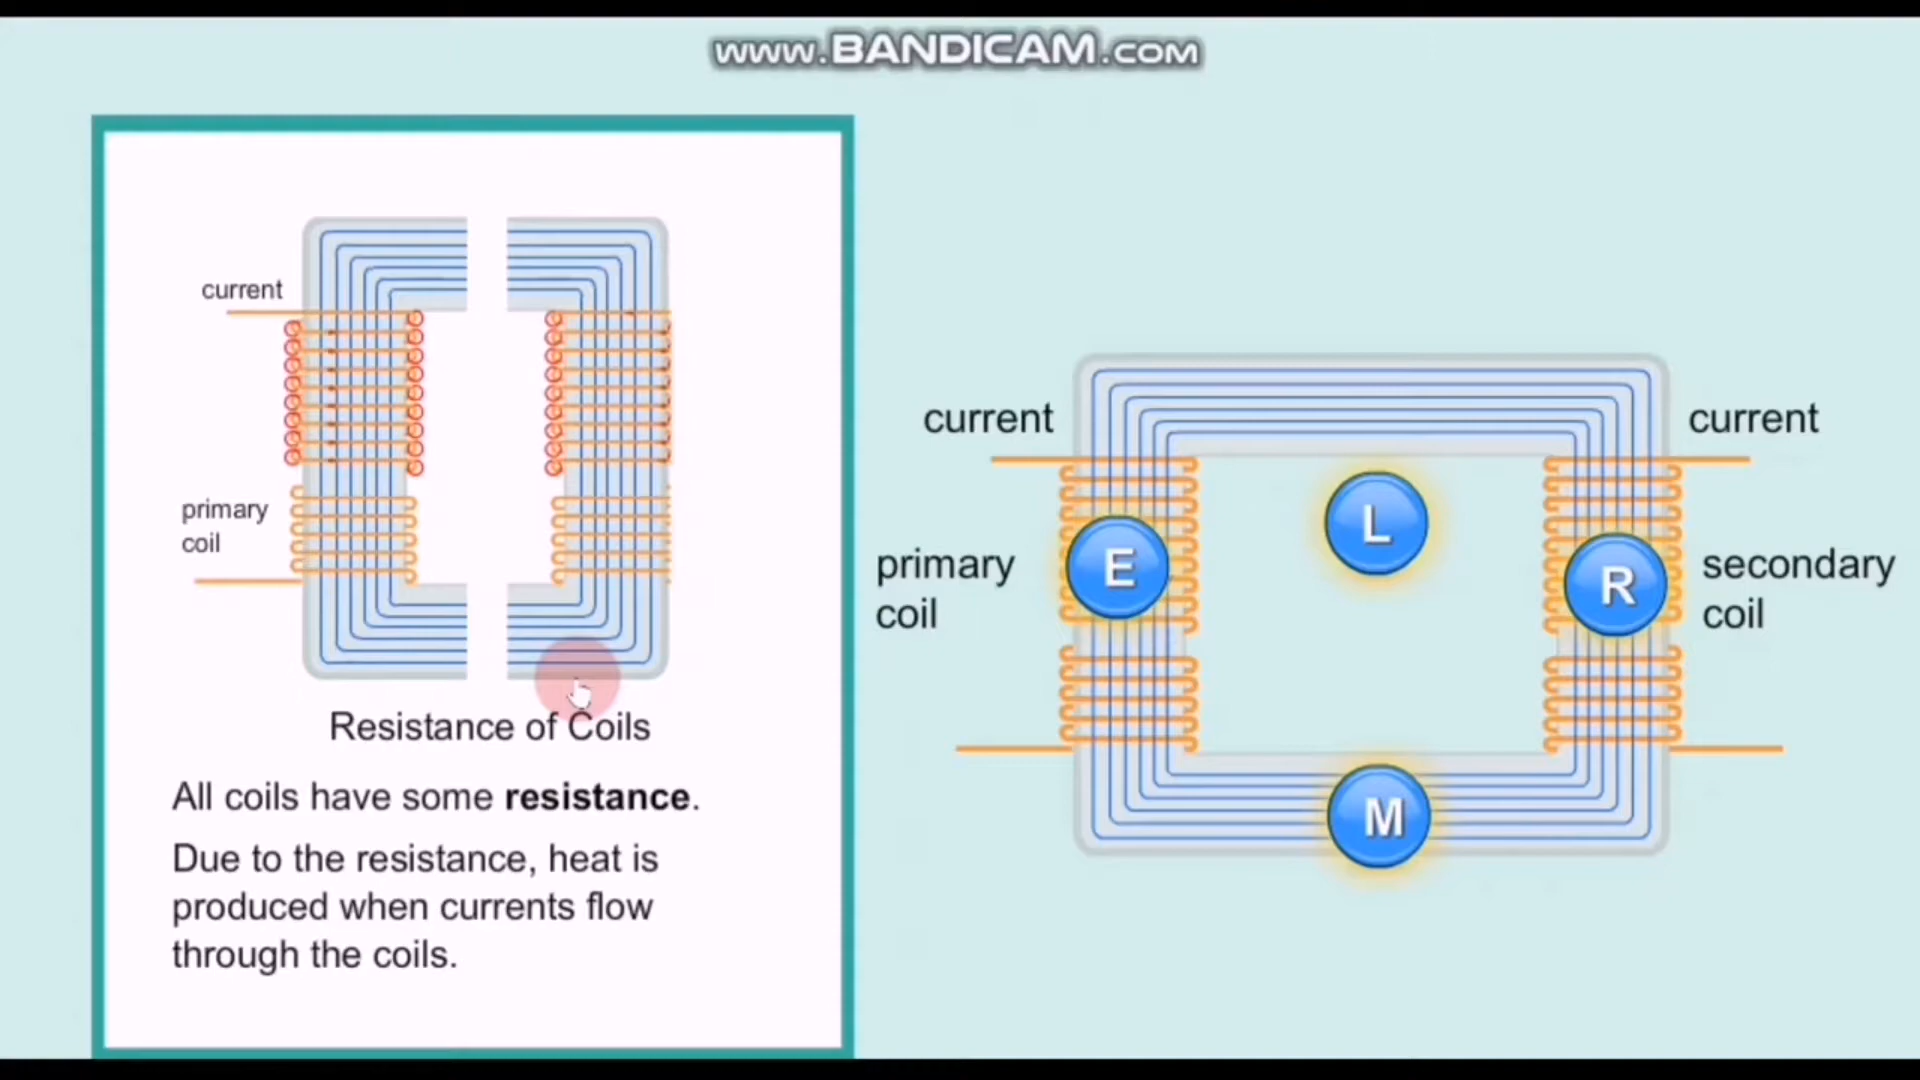 www.BANDICAM.com
current
primary
coil
Resistance of Coils
All coils have some resistance.
Due to the resistance, heat is
produced when currents flow
through the coils.
current
current
L
E
R
primary
coil
secondary
coil
M